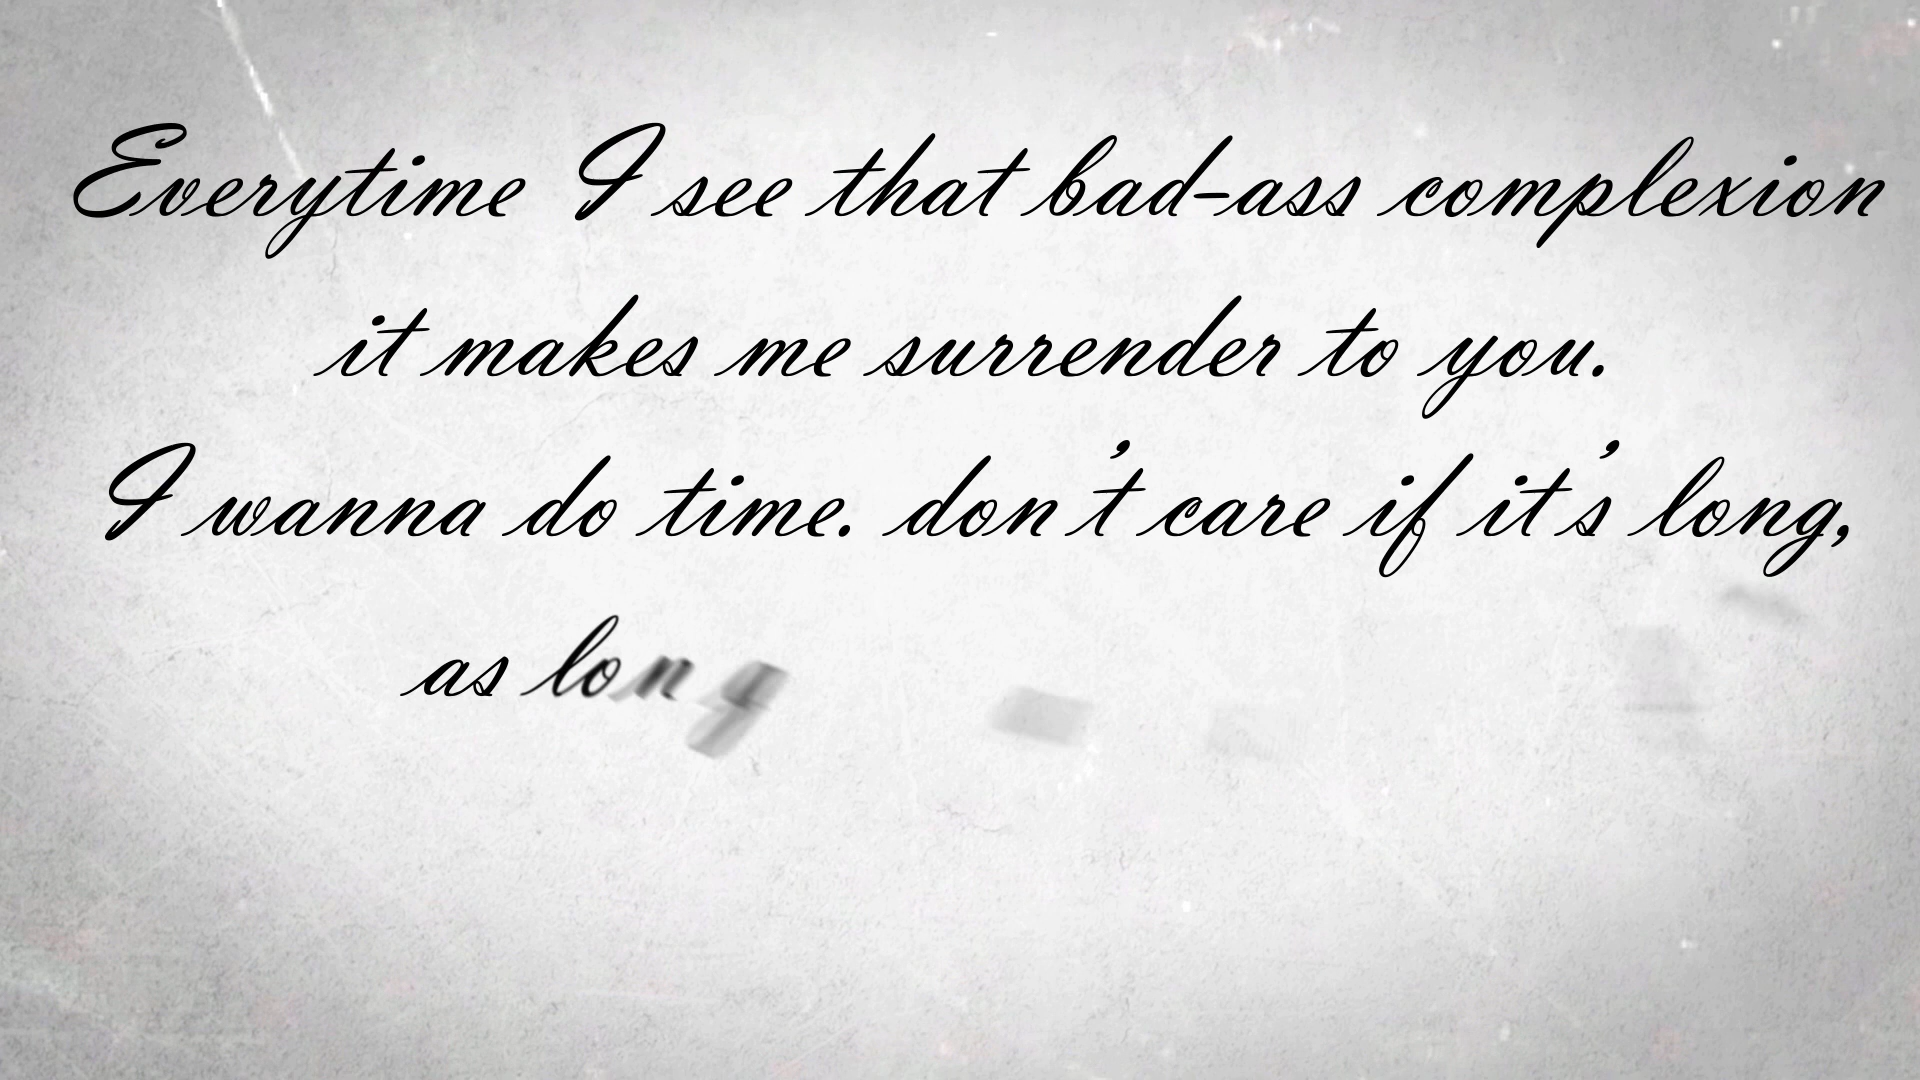 Everytime I see that bad-ass complexion
it makes me surrender to you.
I wanna do time. don't care if it's long,
as long